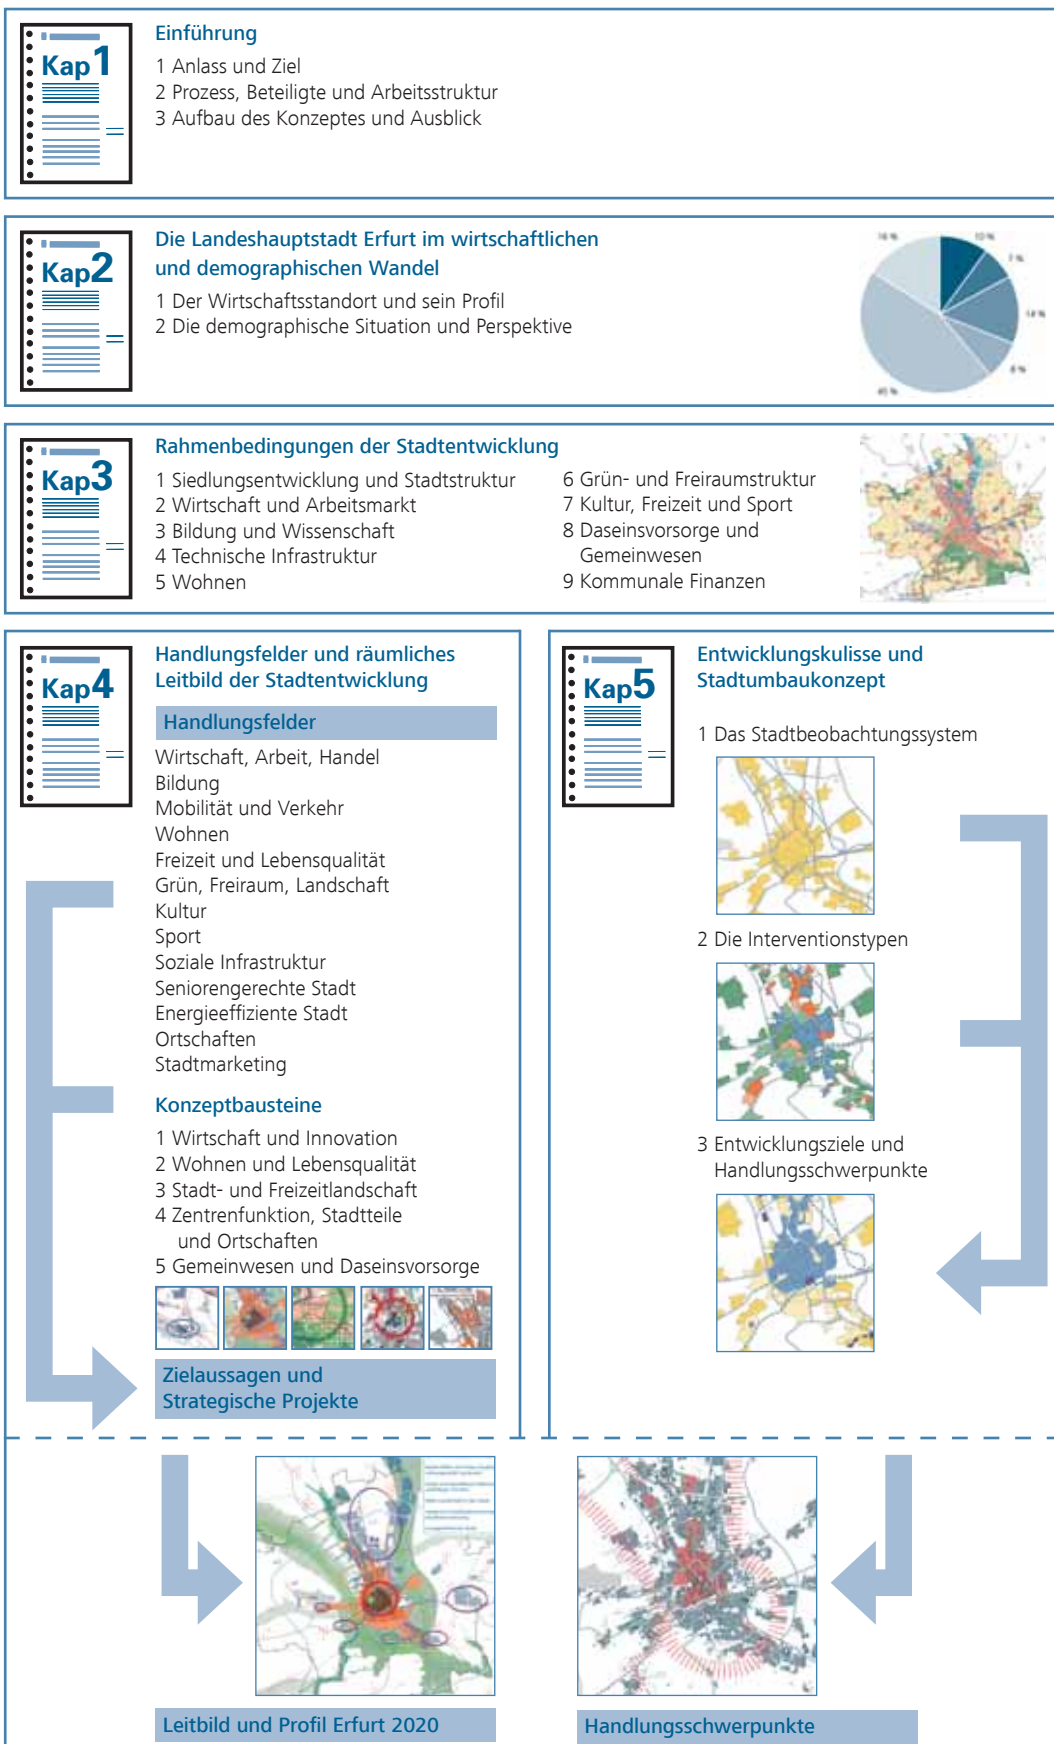 Kap1
Einführung
1 Anlass und Ziel
2 Prozess, Beteiligte und Arbeitsstruktur
3 Aufbau des Konzeptes und Ausblick
Kap2
Die Landeshauptstadt Erfurt im wirtschaftlichen
und demographischen Wandel
1 Der Wirtschaftsstandort und sein Profil
2 Die demographische Situation und Perspektive
16 %
10 %
7 %
14 %
8 %
45 %
Kap3
Rahmenbedingungen der Stadtentwicklung
1 Siedlungsentwicklung und Stadtstruktur
2 Wirtschaft und Arbeitsmarkt
3 Bildung und Wissenschaft
4 Technische Infrastruktur
5 Wohnen
6 Grün- und Freiraumstruktur
7 Kultur, Freizeit und Sport
8 Daseinsvorsorge und
Gemeinwesen
9 Kommunale Finanzen
Kap4
Handlungsfelder und räumliches
Leitbild der Stadtentwicklung
Handlungsfelder
Wirtschaft, Arbeit, Handel
Bildung
Mobilität und Verkehr
Wohnen
Freizeit und Lebensqualität
Grün, Freiraum, Landschaft
Kultur
Sport
Soziale Infrastruktur
Seniorengerechte Stadt
Energieeffiziente Stadt
Ortschaften
Stadtmarketing
Konzeptbausteine
1 Wirtschaft und Innovation
2 Wohnen und Lebensqualität
3 Stadt- und Freizeitlandschaft
4 Zentrenfunktion, Stadtteile
und Ortschaften
5 Gemeinwesen und Daseinsvorsorge
Zielaussagen und
Strategische Projekte
Kap5
Entwicklungskulisse und
Stadtumbaukonzept
1 Das Stadtbeobachtungssystem
2 Die Interventionstypen
3 Entwicklungsziele und
Handlungsschwerpunkte
Leitbild und Profil Erfurt 2020
Handlungsschwerpunkte